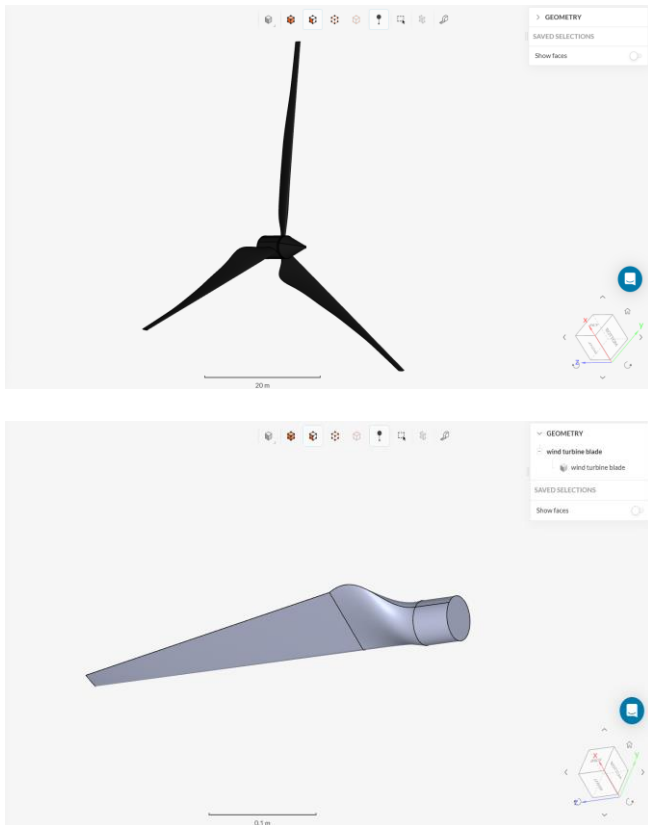 GEOMETRY
SAVED SELECTIONS
Show faces
X
Y
Z
20 m
GEOMETRY
wind turbine blade
wind turbine blade
SAVED SELECTIONS
Show faces
X
Y
0.1 m